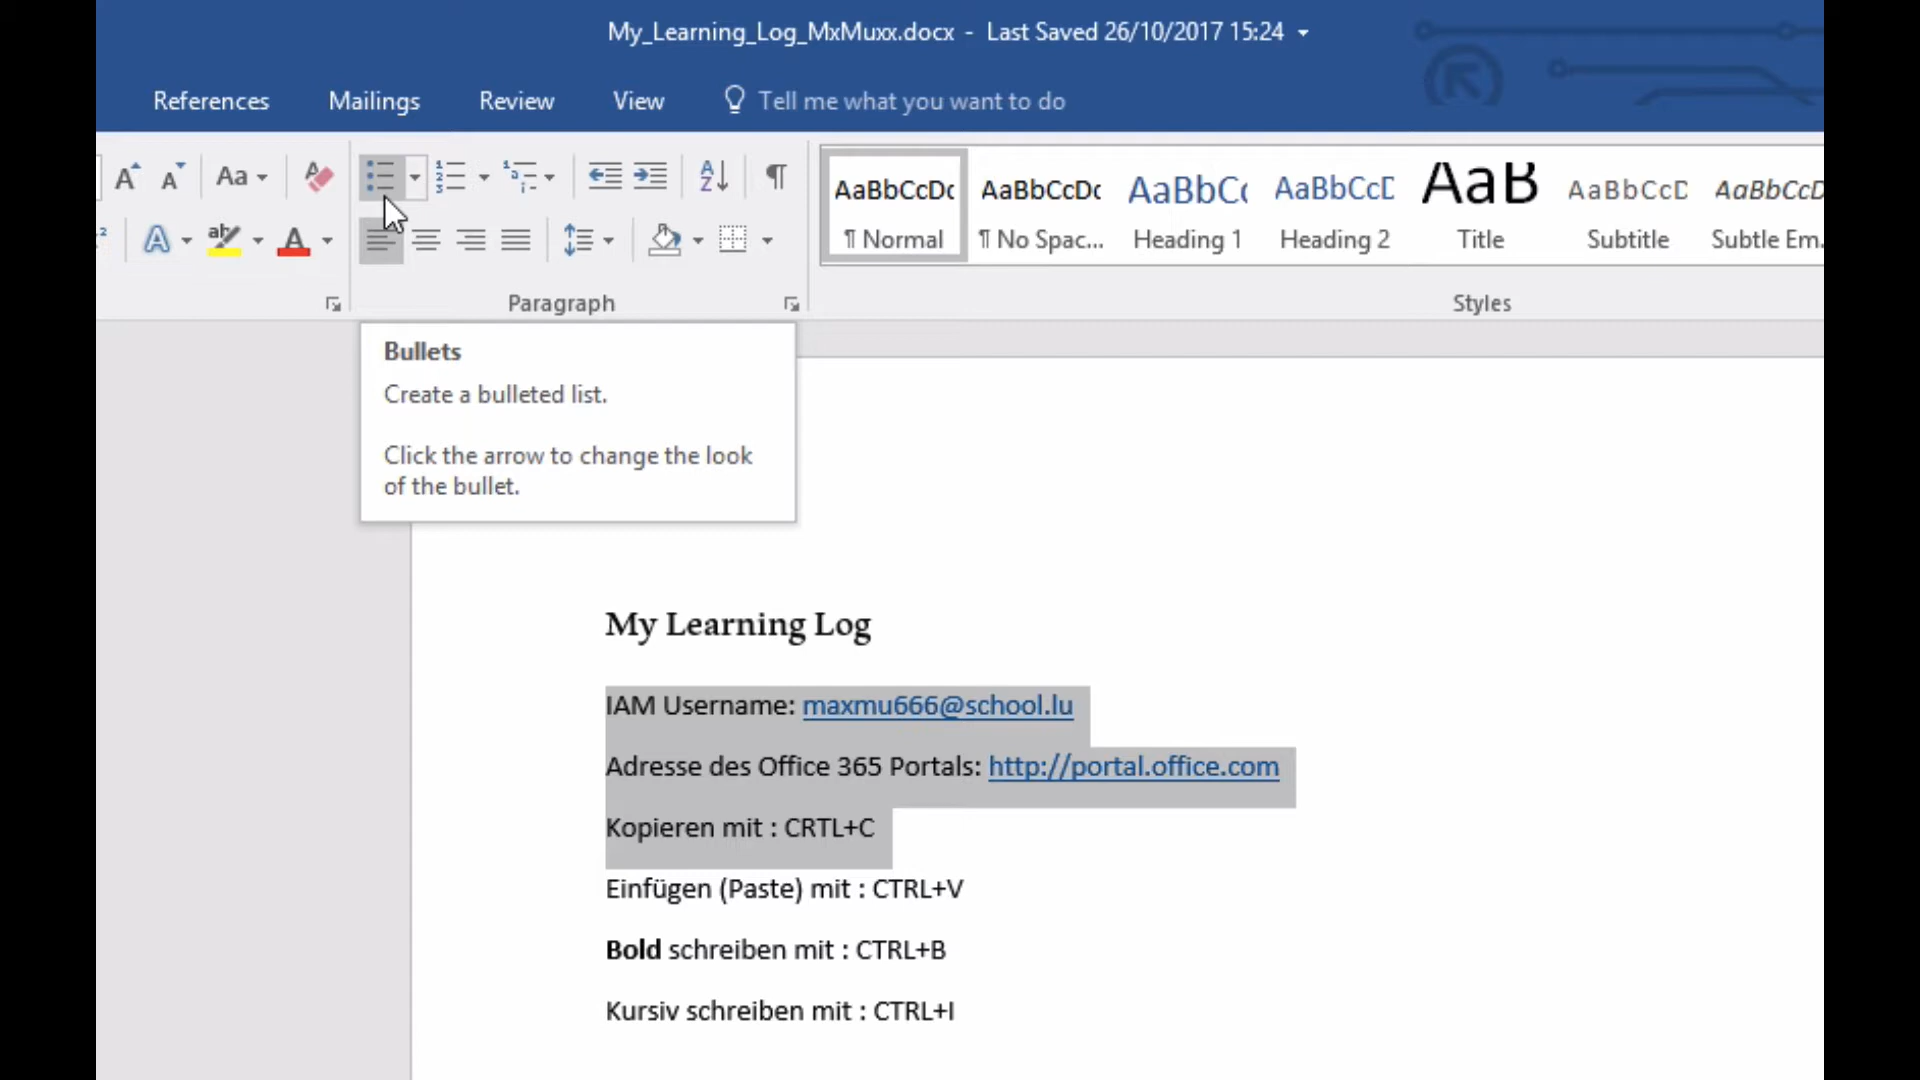 My_Learning_Log_MxMuxx.docx - Last Saved 26/10/2017 15:24
References Mailings Review View Tell me what you want to do
AaBbCcDc AaBbCcDc AaBbC AaBbCcD AaB AaBbCcD AaBbCcD
¶ Normal ¶ No Spac... Heading 1 Heading 2 Title Subtitle Subtle Em...
Paragraph Styles
Bullets
Create a bulleted list.
Click the arrow to change the look
of the bullet.
My Learning Log
IAM Username: maxmu666@school.lu
Adresse des Office 365 Portals: http://portal.office.com
Kopieren mit : CRTL+C
Einfügen (Paste) mit : CTRL+V
Bold schreiben mit : CTRL+B
Kursiv schreiben mit : CTRL+I